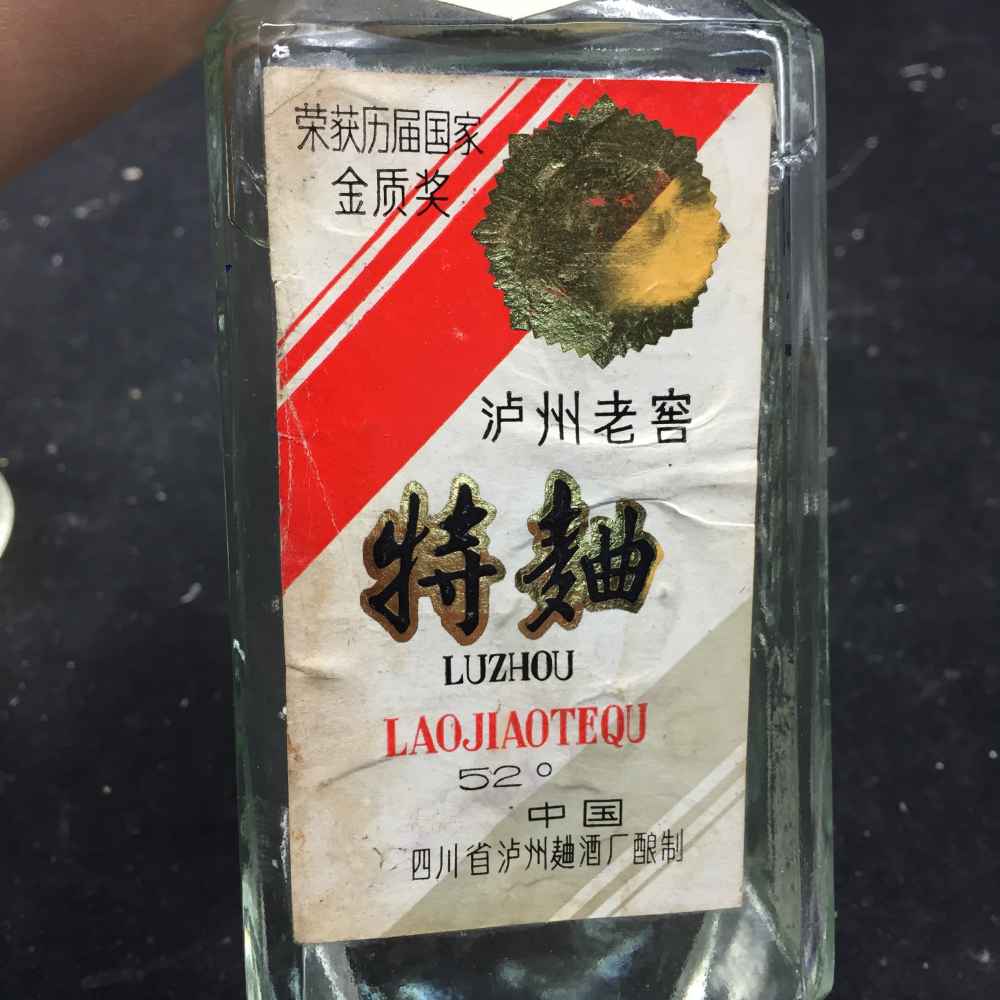 荣获历届国家
金质奖
泸州老窖
特麯
LUZHOU
LAOJIAOTEQU
52°
中国
四川省泸州麯酒厂酿制